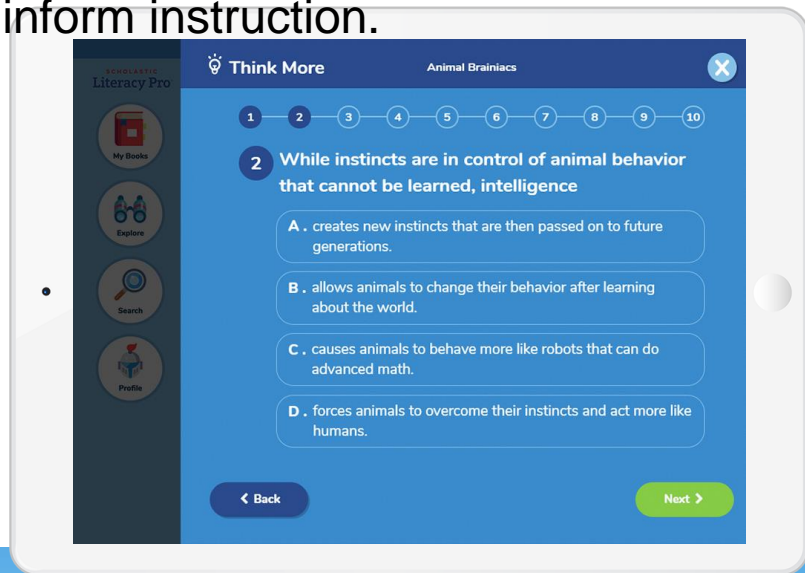 inform instruction.
Think More
Animal Brainiacs
X
SCHOLASTIC
Literacy Pro
My Books
Explore
Search
Profile
1 2 3 4 5 6 7 8 9 10
2 While instincts are in control of animal behavior
that cannot be learned, intelligence
A. creates new instincts that are then passed on to future
generations.
B. allows animals to change their behavior after learning
about the world.
C. causes animals to behave more like robots that can do
advanced math.
D. forces animals to overcome their instincts and act more like
humans.
< Back
Next >